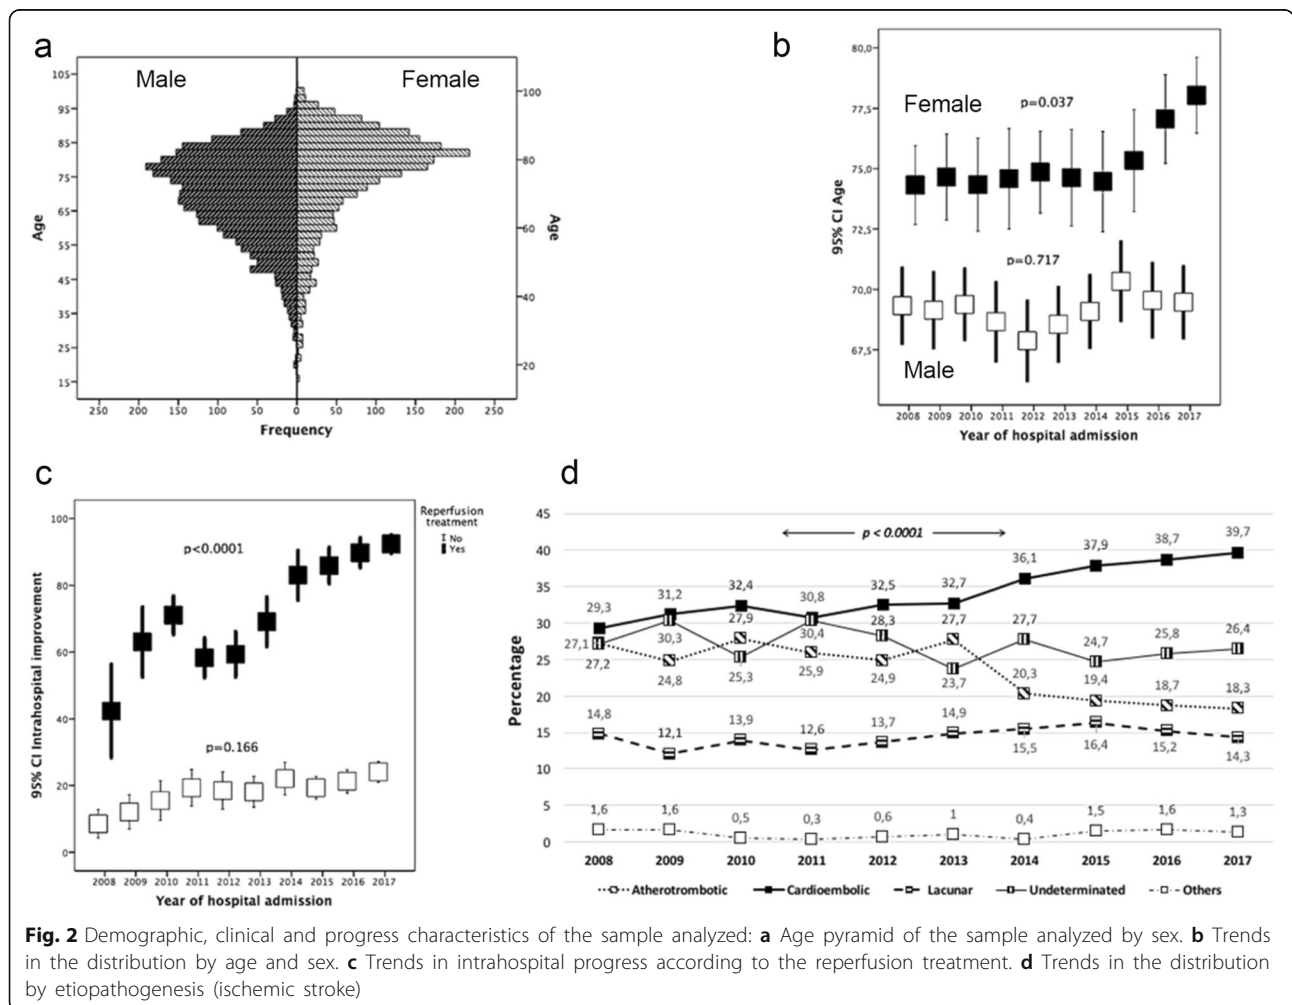 a
Male
Female
105
95
85
75
65
55
45
35
25
15
Age
100
80
60
40
20
Age
250 200 150 100 50 0 50 100 150 200 250
Frequency
b
80,0
77,5
75,0
72,5
70,0
67,5
95% CI Age
Female
p=0.037
p=0.717
Male
2008 2009 2010 2011 2012 2013 2014 2015 2016 2017
Year of hospital admission
c
100
80
60
40
20
0
95% CI Intrahospital improvement
p<0.0001
p=0.166
Reperfusion
treatment
No
Yes
2008 2009 2010 2011 2012 2013 2014 2015 2016 2017
Year of hospital admission
d
45
40
35
30
25
20
15
10
5
0
Percentage
p < 0.0001
29,3 31,2 32,4 30,8 32,5 32,7 36,1 37,9 38,7 39,7
27,1 30,3 27,9 30,4 28,3 27,7 27,7 24,7 25,8 26,4
27,2 24,8 25,3 25,9 24,9 23,7 20,3 19,4 18,7 18,3
14,8 12,1 13,9 12,6 13,7 14,9 15,5 16,4 15,2 14,3
1,6 1,6 0,5 0,3 0,6 1 0,4 1,5 1,6 1,3
2008 2009 2010 2011 2012 2013 2014 2015 2016 2017
Atherotrombotic Cardioembolic Lacunar Undeterminated Others
Fig. 2 Demographic, clinical and progress characteristics of the sample analyzed: a Age pyramid of the sample analyzed by sex. b Trends
in the distribution by age and sex. c Trends in intrahospital progress according to the reperfusion treatment. d Trends in the distribution
by etiopathogenesis (ischemic stroke)